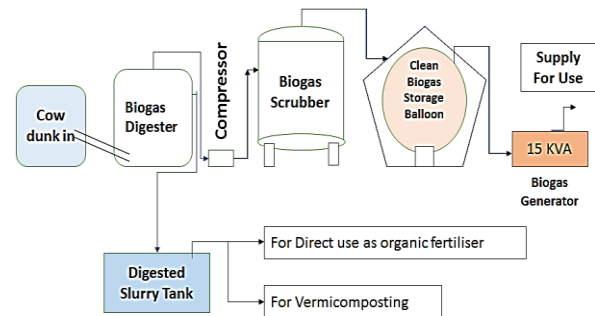 Cow
dunk in
Biogas
Digester
Compressor
Biogas
Scrubber
Clean
Biogas
Storage
Balloon
Supply
For Use
15 KVA
Biogas
Generator
Digested
Slurry Tank
For Direct use as organic fertiliser
For Vermicomposting